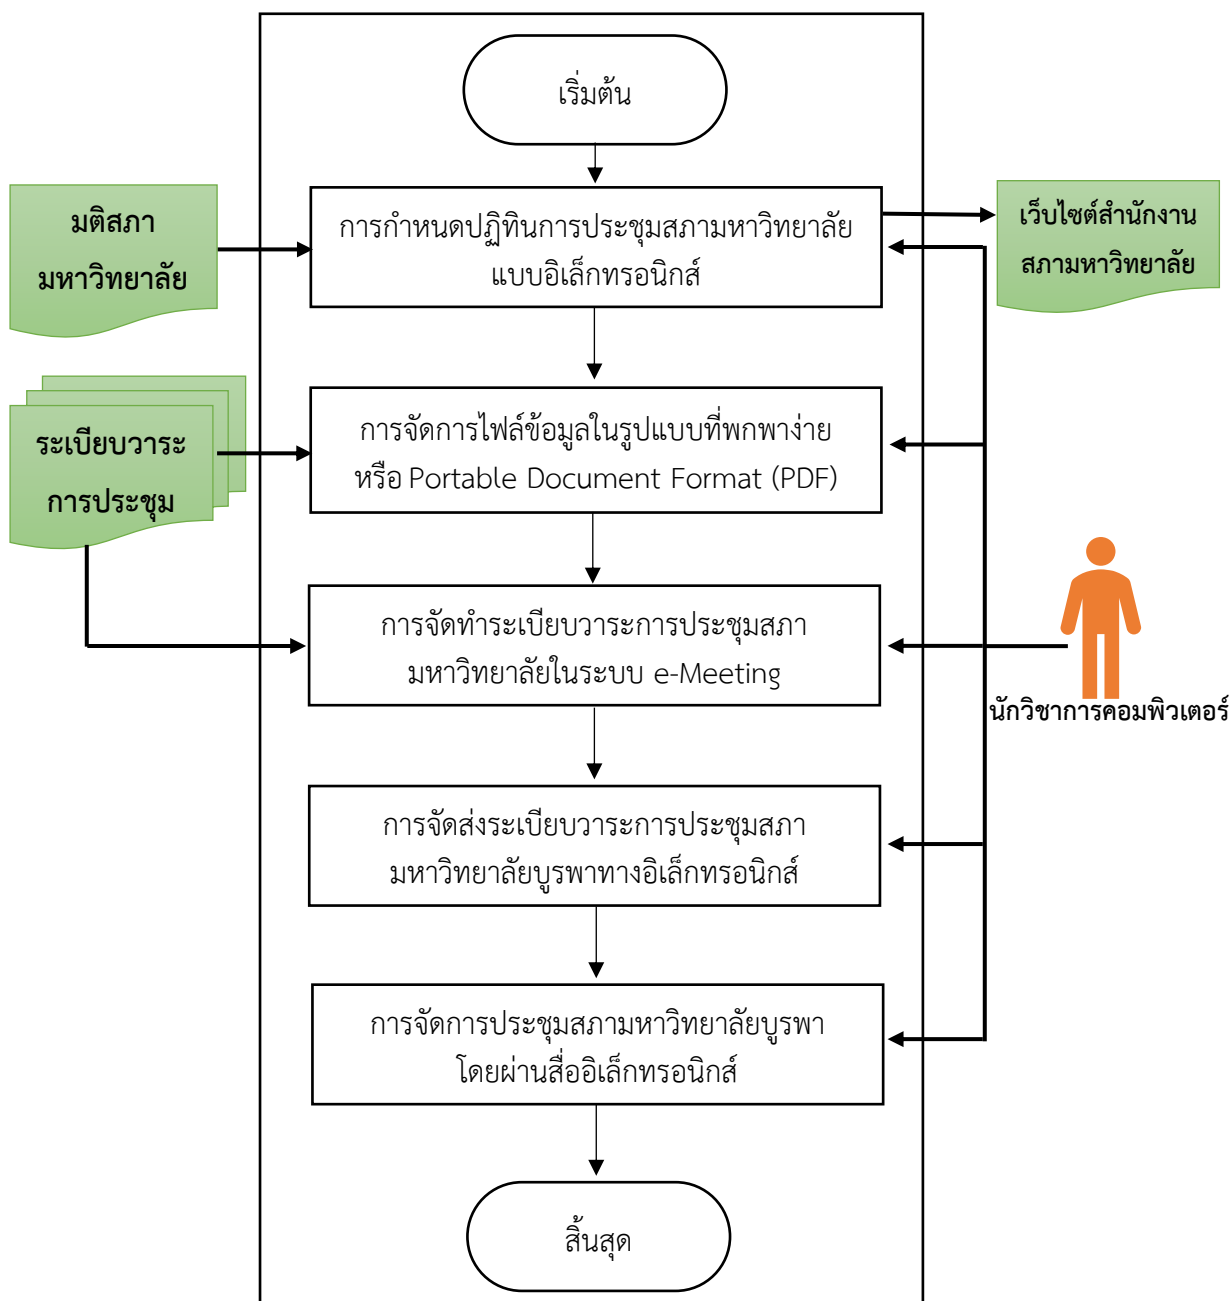 เริ่มต้น
มติสภา
มหาวิทยาลัย
การกำหนดปฏิทินการประชุมสภามหาวิทยาลัย
แบบอิเล็กทรอนิกส์
เว็บไซต์สำนักงาน
สภามหาวิทยาลัย
ระเบียบวาระ
การประชุม
การจัดการไฟล์ข้อมูลในรูปแบบที่พกพาง่าย
หรือ Portable Document Format (PDF)
การจัดทำระเบียบวาระการประชุมสภา
มหาวิทยาลัยในระบบ e-Meeting
นักวิชาการคอมพิวเตอร์
การจัดส่งระเบียบวาระการประชุมสภา
มหาวิทยาลัยบูรพาทางอิเล็กทรอนิกส์
การจัดการประชุมสภามหาวิทยาลัยบูรพา
โดยผ่านสื่ออิเล็กทรอนิกส์
สิ้นสุด